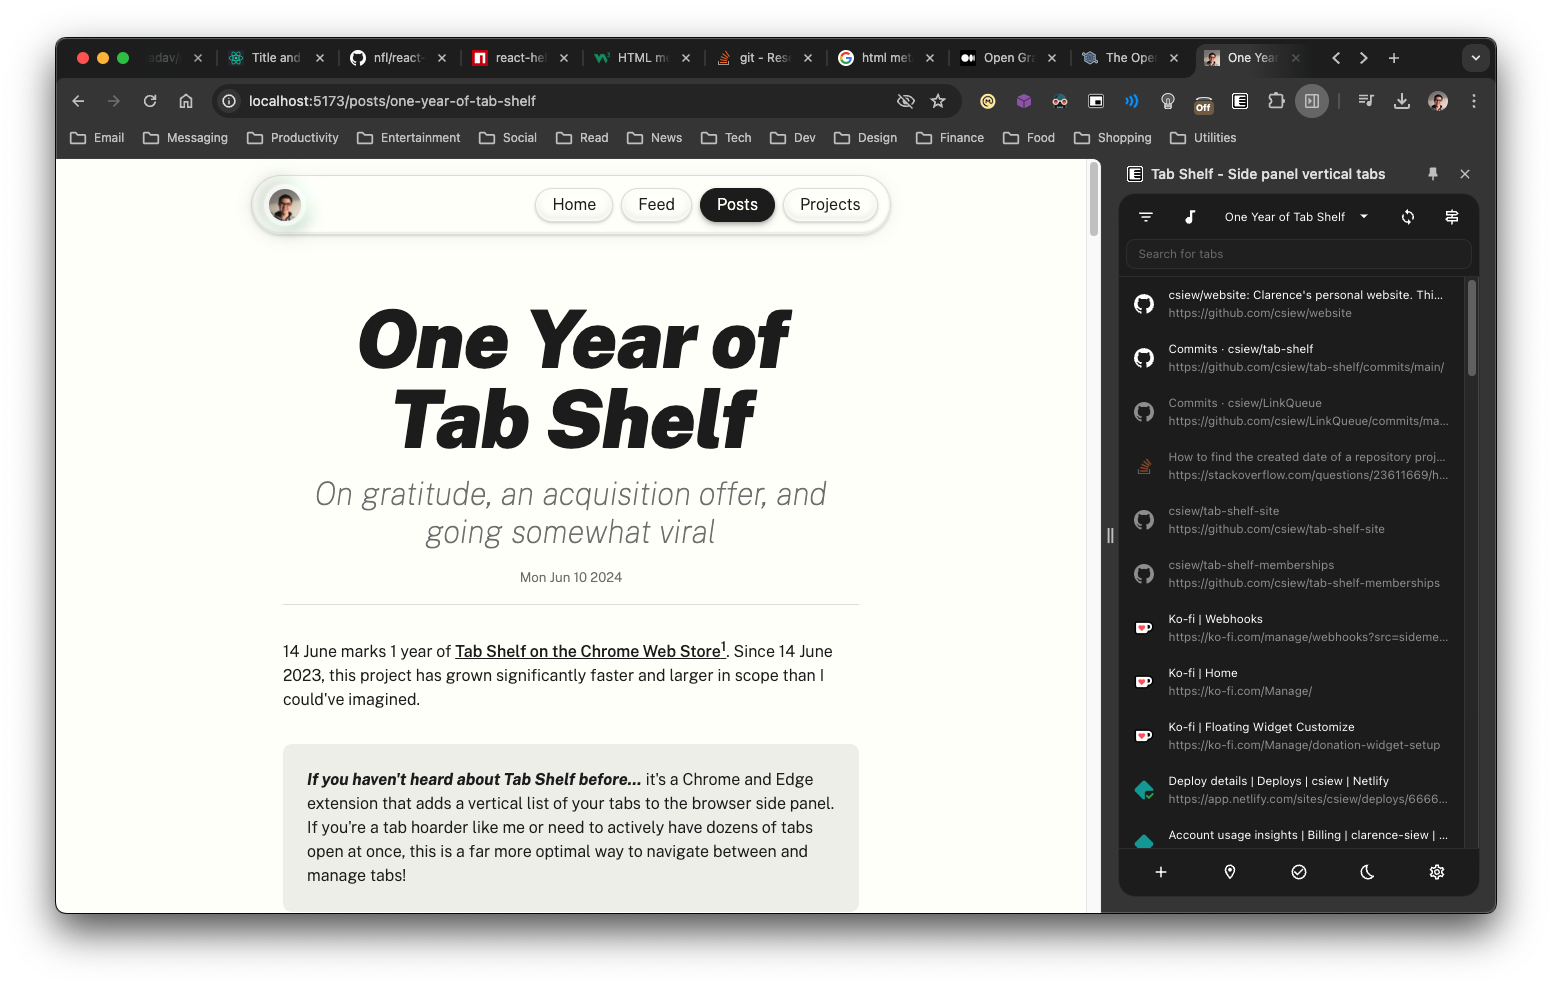 adav/
Title and
nfl/react-
react-hel
HTML me
git - Rese
html met
Open Gra
The Open
One Year
localhost:5173/posts/one-year-of-tab-shelf
Off
Email
Messaging
Productivity
Entertainment
Social
Read
News
Tech
Dev
Design
Finance
Food
Shopping
Utilities
Home
Feed
Posts
Projects
One Year of
Tab Shelf
On gratitude, an acquisition offer, and
going somewhat viral
Mon Jun 10 2024
14 June marks 1 year of Tab Shelf on the Chrome Web Store¹. Since 14 June
2023, this project has grown significantly faster and larger in scope than I
could've imagined.
If you haven't heard about Tab Shelf before... it's a Chrome and Edge
extension that adds a vertical list of your tabs to the browser side panel.
If you're a tab hoarder like me or need to actively have dozens of tabs
open at once, this is a far more optimal way to navigate between and
manage tabs!
Tab Shelf - Side panel vertical tabs
One Year of Tab Shelf
Search for tabs
csiew/website: Clarence's personal website. Thi...
https://github.com/csiew/website
Commits · csiew/tab-shelf
https://github.com/csiew/tab-shelf/commits/main/
Commits · csiew/LinkQueue
https://github.com/csiew/LinkQueue/commits/ma...
How to find the created date of a repository proj...
https://stackoverflow.com/questions/23611669/h...
csiew/tab-shelf-site
https://github.com/csiew/tab-shelf-site
csiew/tab-shelf-memberships
https://github.com/csiew/tab-shelf-memberships
Ko-fi | Webhooks
https://ko-fi.com/manage/webhooks?src=sideme...
Ko-fi | Home
https://ko-fi.com/Manage/
Ko-fi | Floating Widget Customize
https://ko-fi.com/Manage/donation-widget-setup
Deploy details | Deploys | csiew | Netlify
https://app.netlify.com/sites/csiew/deploys/6666...
Account usage insights | Billing | clarence-siew | ...